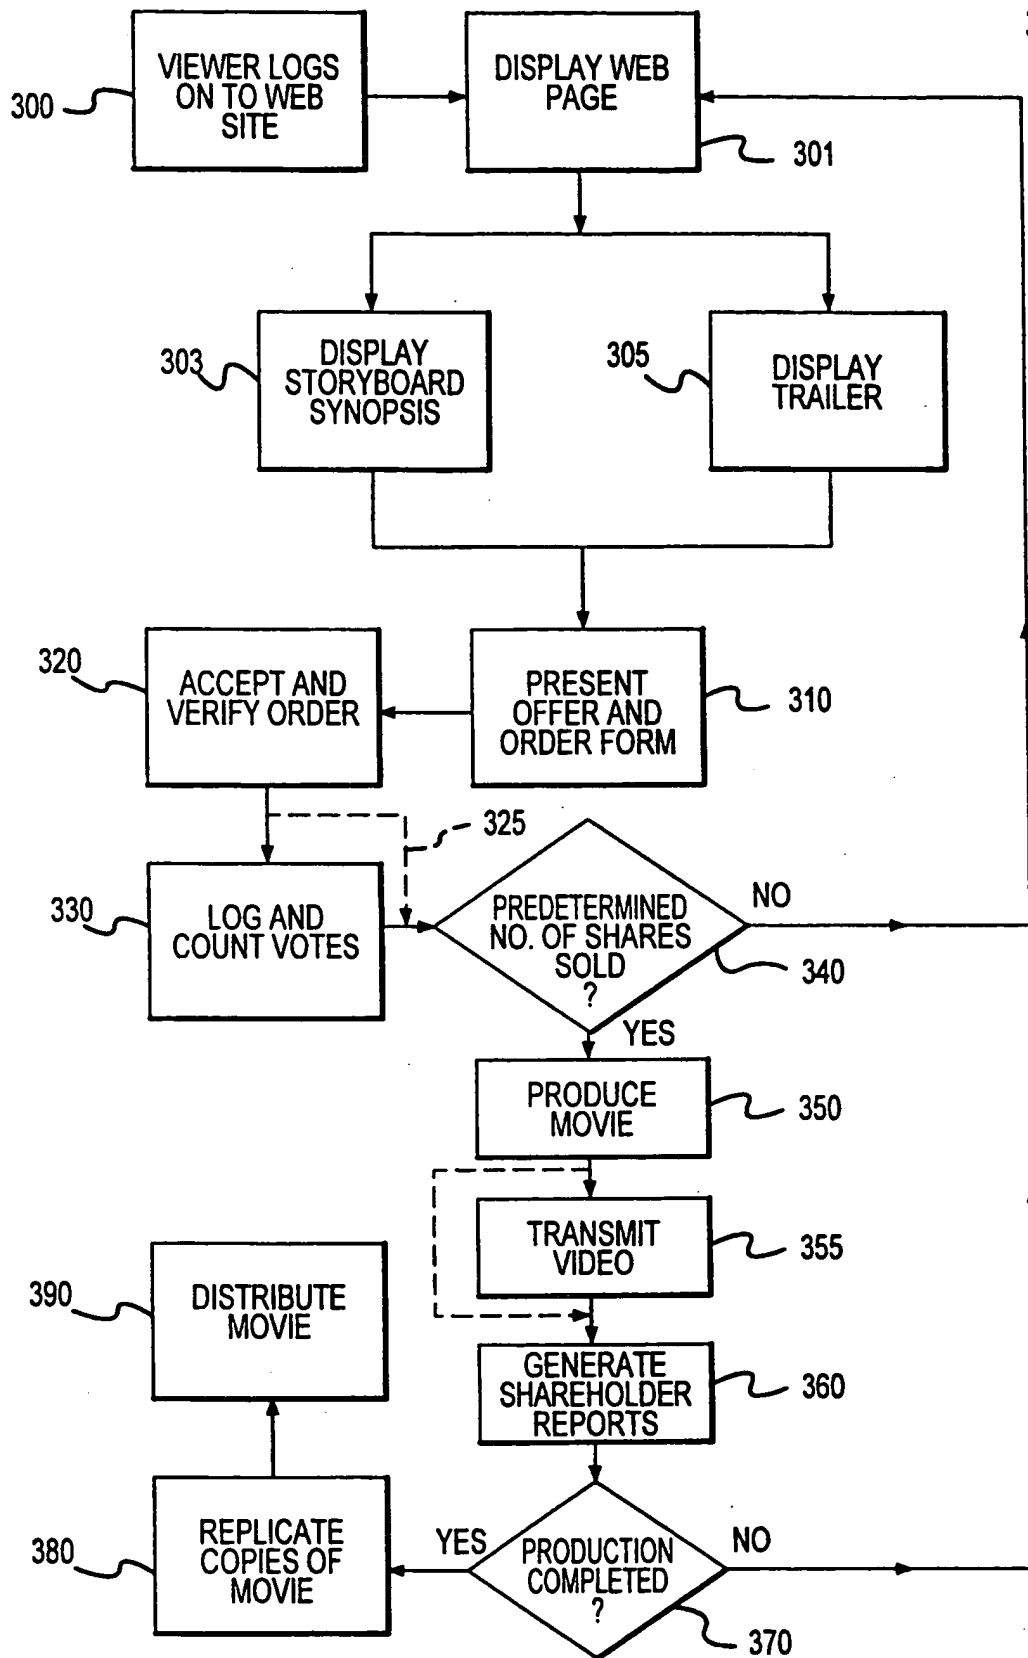 VIEWER LOGS
ON TO WEB
SITE
300
DISPLAY WEB
PAGE
301
303
DISPLAY
STORYBOARD
SYNOPSIS
305
DISPLAY
TRAILER
320
ACCEPT AND
VERIFY ORDER
PRESENT
OFFER AND
ORDER FORM
310
325
330
LOG AND
COUNT VOTES
PREDETERMINED
NO. OF SHARES
SOLD
?
NO
340
YES
PRODUCE
MOVIE
350
TRANSMIT
VIDEO
355
390
DISTRIBUTE
MOVIE
GENERATE
SHAREHOLDER
REPORTS
360
380
REPLICATE
COPIES OF
MOVIE
YES
PRODUCTION
COMPLETED
?
NO
370